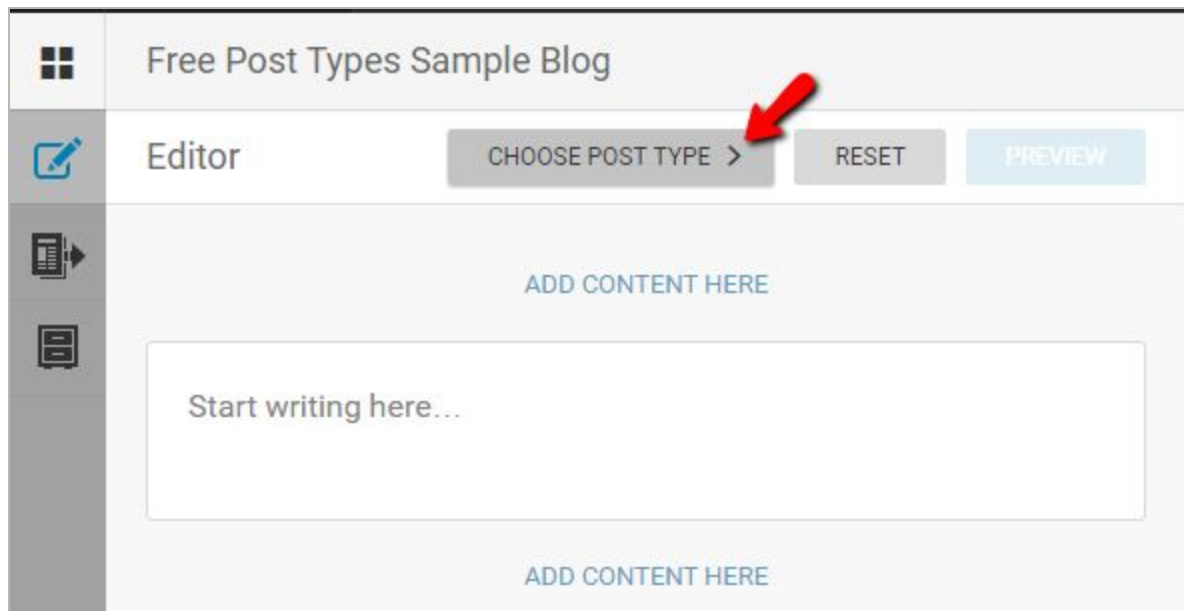 Free Post Types Sample Blog
Editor
CHOOSE POST TYPE >
RESET
PREVIEW
ADD CONTENT HERE
Start writing here...
ADD CONTENT HERE